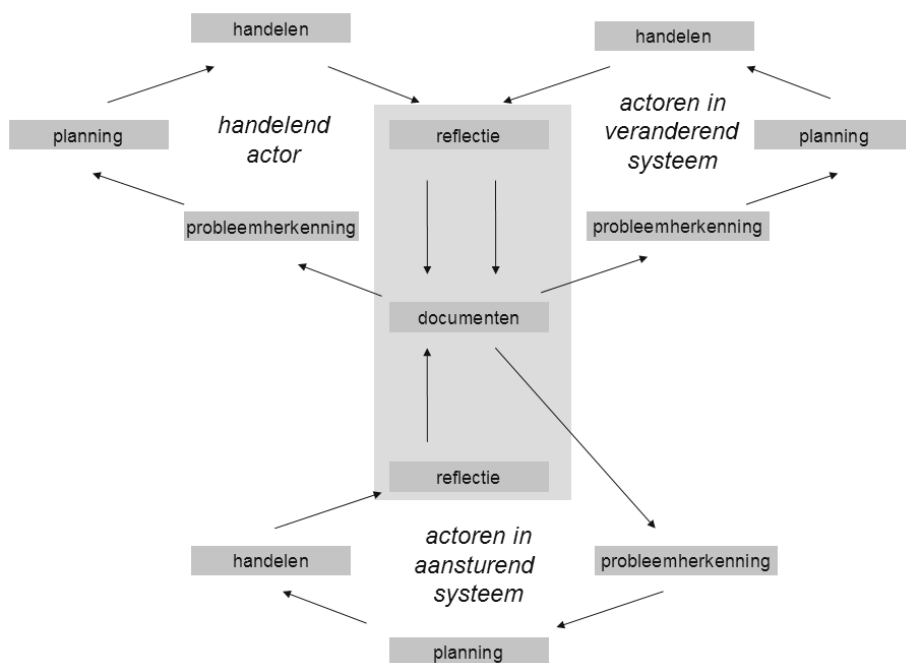 handelen
handelen
planning
handelend
actor
reflectie
actoren in
veranderend
systeem
planning
probleemherkenning
probleemherkenning
documenten
reflectie
handelen
actoren in
aansturend
systeem
probleemherkenning
planning